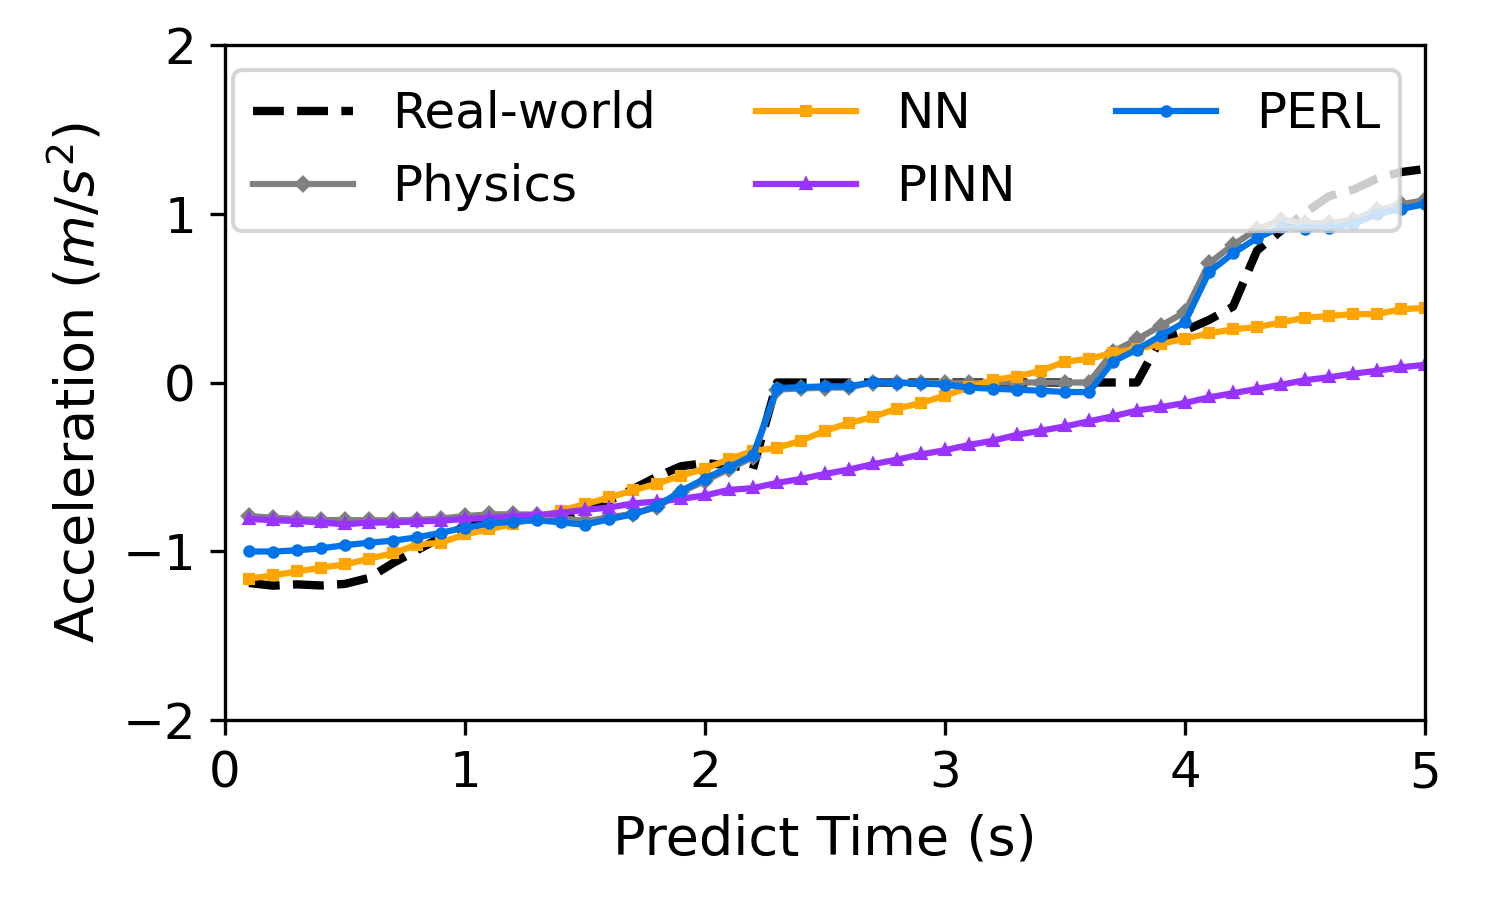 2
1
0
−1
−2
Acceleration (m/s²)
Real-world
NN
PERL
Physics
PINN
0 1 2 3 4 5
Predict Time (s)